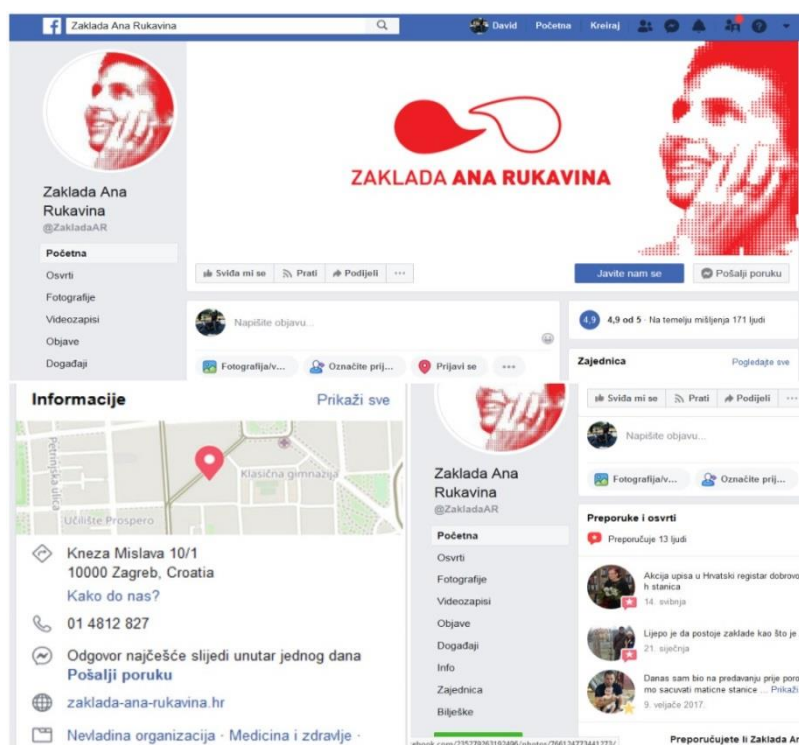 Zaklada Ana Rukavina
David Početna Kreiraj
ZAKLADA ANA RUKAVINA
Zaklada Ana
Rukavina
@ZakladaAR
Početna
Osvrti
Fotografije
Videozapisi
Objave
Događaji
Sviđa mi se Prati Podijeli
Javite nam se Pošalji poruku
Napišite objavu...
Fotografija/v... Označite prij... Prijavi se
4,9 4,9 od 5 · Na temelju mišljenja 171 ljudi
Zajednica Pogledajte sve
Informacije Prikaži sve
Petrinjska ulica
Klasična gimnazija
Učilište Prospero
Kneza Mislava 10/1
10000 Zagreb, Croatia
Kako do nas?
01 4812 827
Odgovor najčešće slijedi unutar jednog dana
Pošalji poruku
zaklada-ana-rukavina.hr
Nevladina organizacija · Medicina i zdravlje ·
Zaklada Ana
Rukavina
@ZakladaAR
Početna
Osvrti
Fotografije
Videozapisi
Objave
Događaji
Info
Zajednica
Bilješke
Sviđa mi se Prati Podijeli
Napišite objavu...
Fotografija/v... Označite prij...
Preporuke i osvrti
Preporučuje 13 ljudi
Akcija upisa u Hrvatski registar dobrovo
h stanica
14. svibnja
Lijepo je da postoje zaklade kao što je
21. siječnja
Danas sam bio na predavanju prije poro
mo sacuvati maticne stanice ... Prikaži
9. veljače 2017.
Preporučujete li Zaklada An